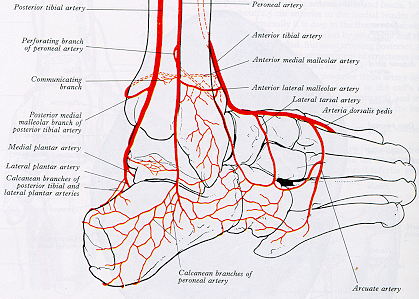 Posterior tibial artery
Peroneal artery
Perforating branch
of peroneal artery
Anterior tibial artery
Anterior medial malleolar artery
Communicating
branch
Anterior lateral malleolar artery
Lateral tarsal artery
Arteria dorsalis pedis
Posterior medial
malleolar branch of
posterior tibial artery
Medial plantar artery
Lateral plantar artery
Calcanean branches of
posterior tibial and
lateral plantar arteries
Calcanean branches of
peroneal artery
Arcuate artery